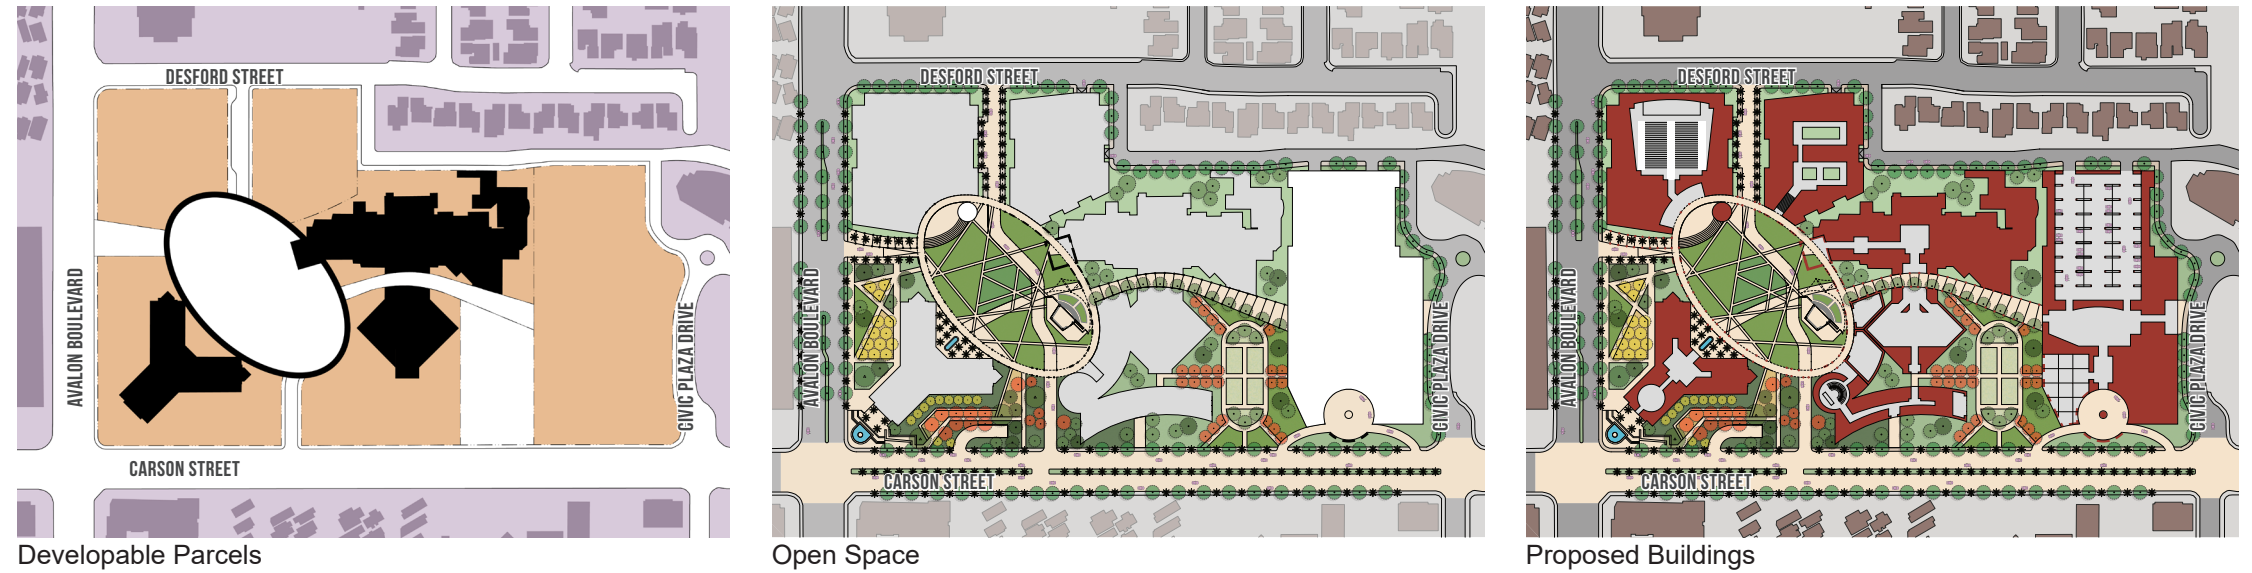 DESFORD STREET
AVALON BOULEVARD
CIVIC PLAZA DRIVE
CARSON STREET
Developable Parcels
DESFORD STREET
AVALON BOULEVARD
CIVIC PLAZA DRIVE
CARSON STREET
Open Space
DESFORD STREET
AVALON BOULEVARD
CIVIC PLAZA DRIVE
CARSON STREET
Proposed Buildings